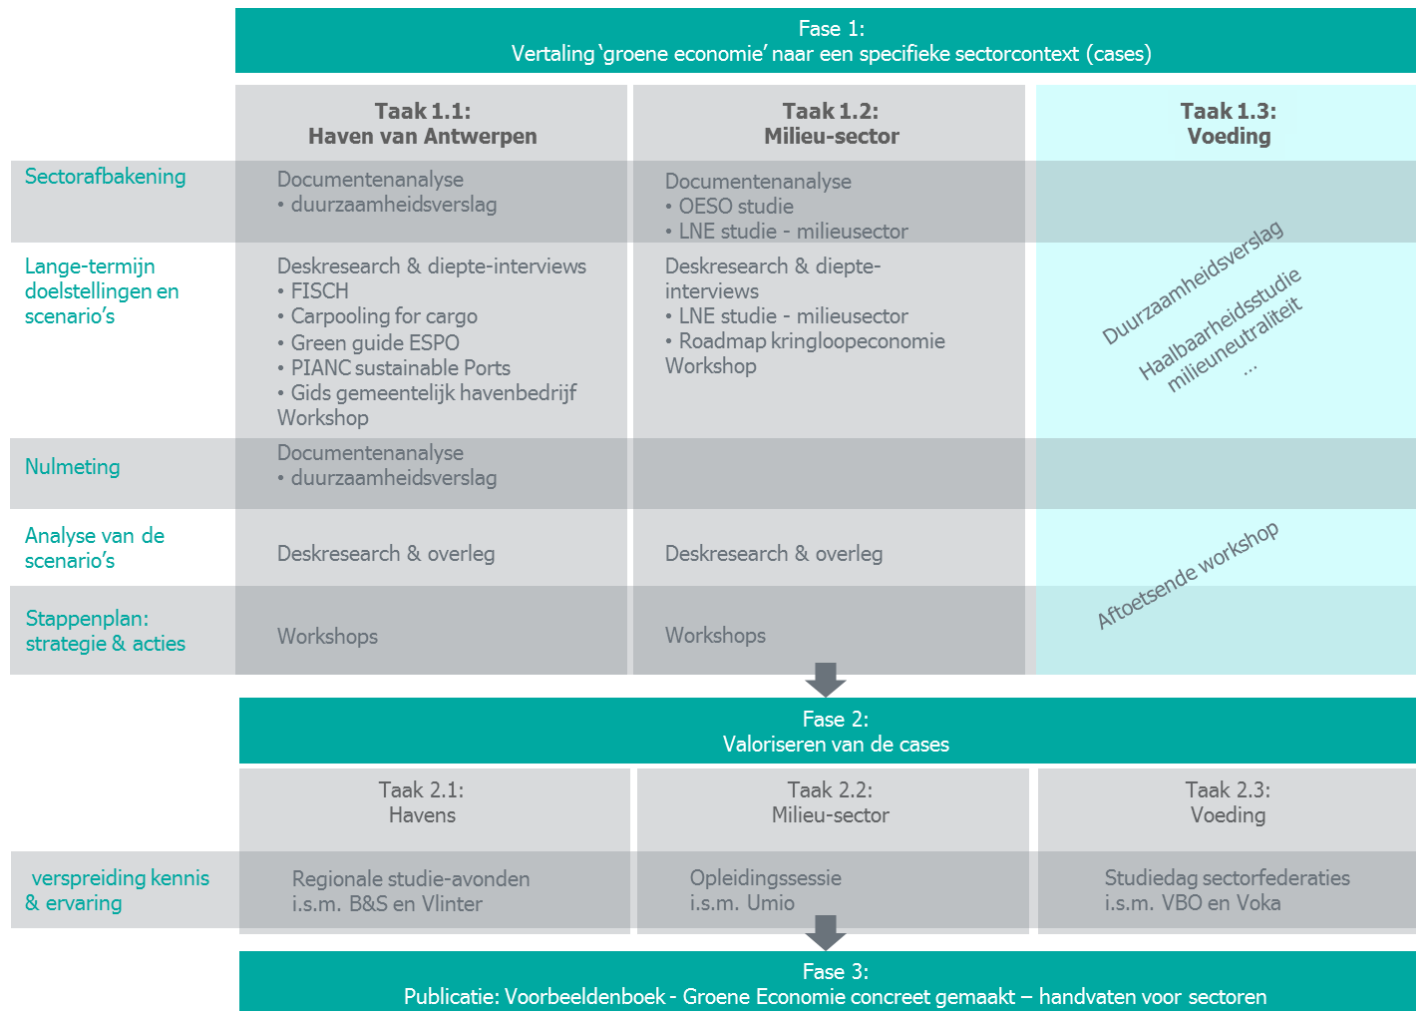 Fase 1:
Vertaling ‘groene economie’ naar een specifieke sectorcontext (cases)
Taak 1.1:
Haven van Antwerpen
Taak 1.2:
Milieu-sector
Taak 1.3:
Voeding
Sectorafbakening
Documentenanalyse
• duurzaamheidsverslag
Documentenanalyse
• OESO studie
• LNE studie - milieusector
Lange-termijn
doelstellingen en
scenario’s
Deskresearch & diepte-interviews
• FISCH
• Carpooling for cargo
• Green guide ESPO
• PIANC sustainable Ports
• Gids gemeentelijk havenbedrijf
Workshop
Deskresearch & diepte-
interviews
• LNE studie - milieusector
• Roadmap kringloopeconomie
Workshop
Duurzaamheidsverslag
Haalbaarheidsstudie
milieuneutraliteit
...
Nulmeting
Documentenanalyse
• duurzaamheidsverslag
Analyse van de
scenario’s
Deskresearch & overleg
Deskresearch & overleg
Aftoetsende workshop
Stappenplan:
strategie & acties
Workshops
Workshops
Fase 2:
Valoriseren van de cases
Taak 2.1:
Havens
Taak 2.2:
Milieu-sector
Taak 2.3:
Voeding
verspreiding kennis
& ervaring
Regionale studie-avonden
i.s.m. B&S en Vlinter
Opleidingssessie
i.s.m. Umio
Studiedag sectorfederaties
i.s.m. VBO en Voka
Fase 3:
Publicatie: Voorbeeldenboek - Groene Economie concreet gemaakt – handvaten voor sectoren